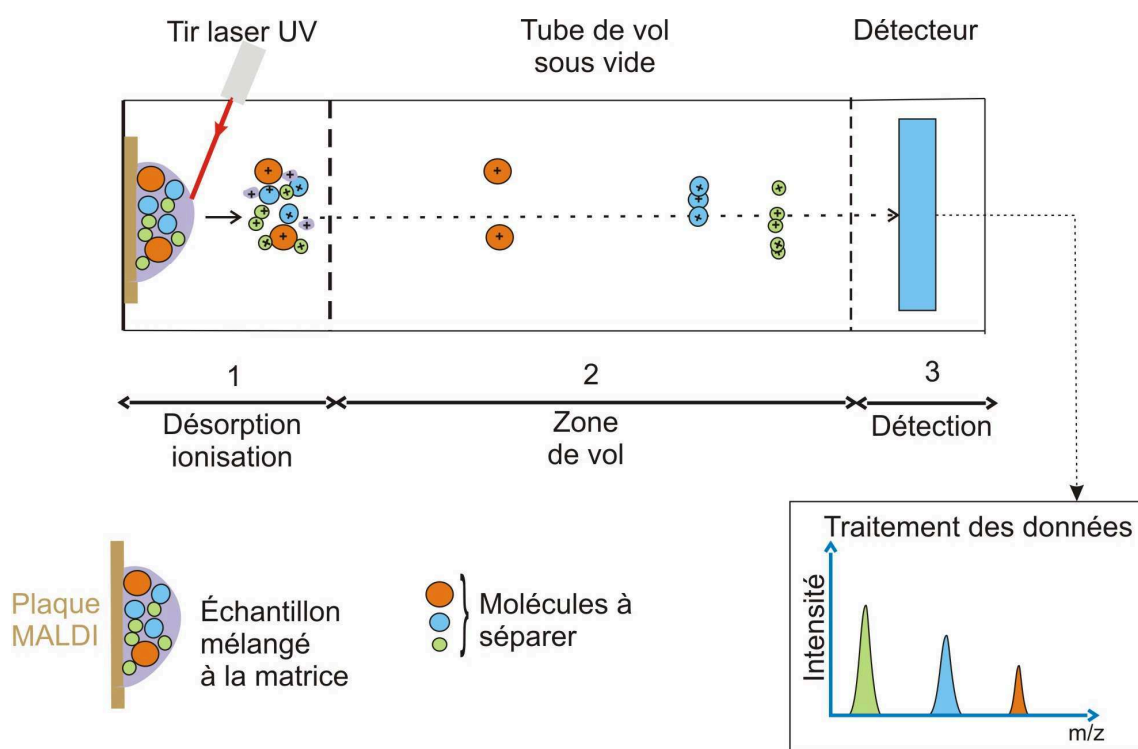 Tir laser UV
Tube de vol
sous vide
Détecteur
1
2
3
Désorption
ionisation
Zone
de vol
Détection
Plaque
MALDI
Échantillon
mélangé
à la matrice
Molécules à
séparer
Traitement des données
Intensité
m/z